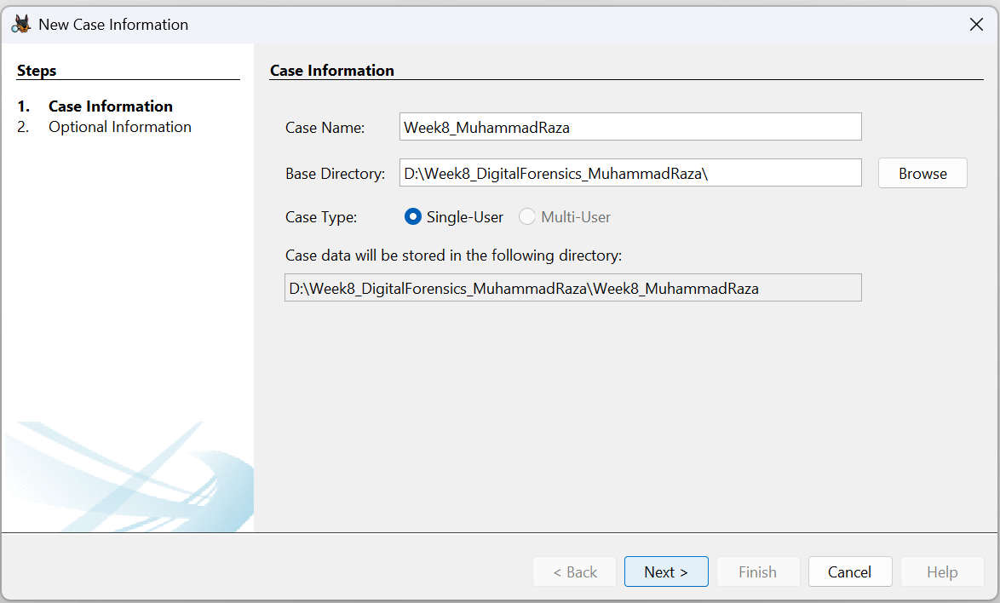 New Case Information
Steps
1. Case Information
2. Optional Information
Case Information
Case Name: Week8_MuhammadRaza
Base Directory: D:\Week8_DigitalForensics_MuhammadRaza\ Browse
Case Type: Single-User Multi-User
Case data will be stored in the following directory:
D:\Week8_DigitalForensics_MuhammadRaza\Week8_MuhammadRaza
< Back Next > Finish Cancel Help